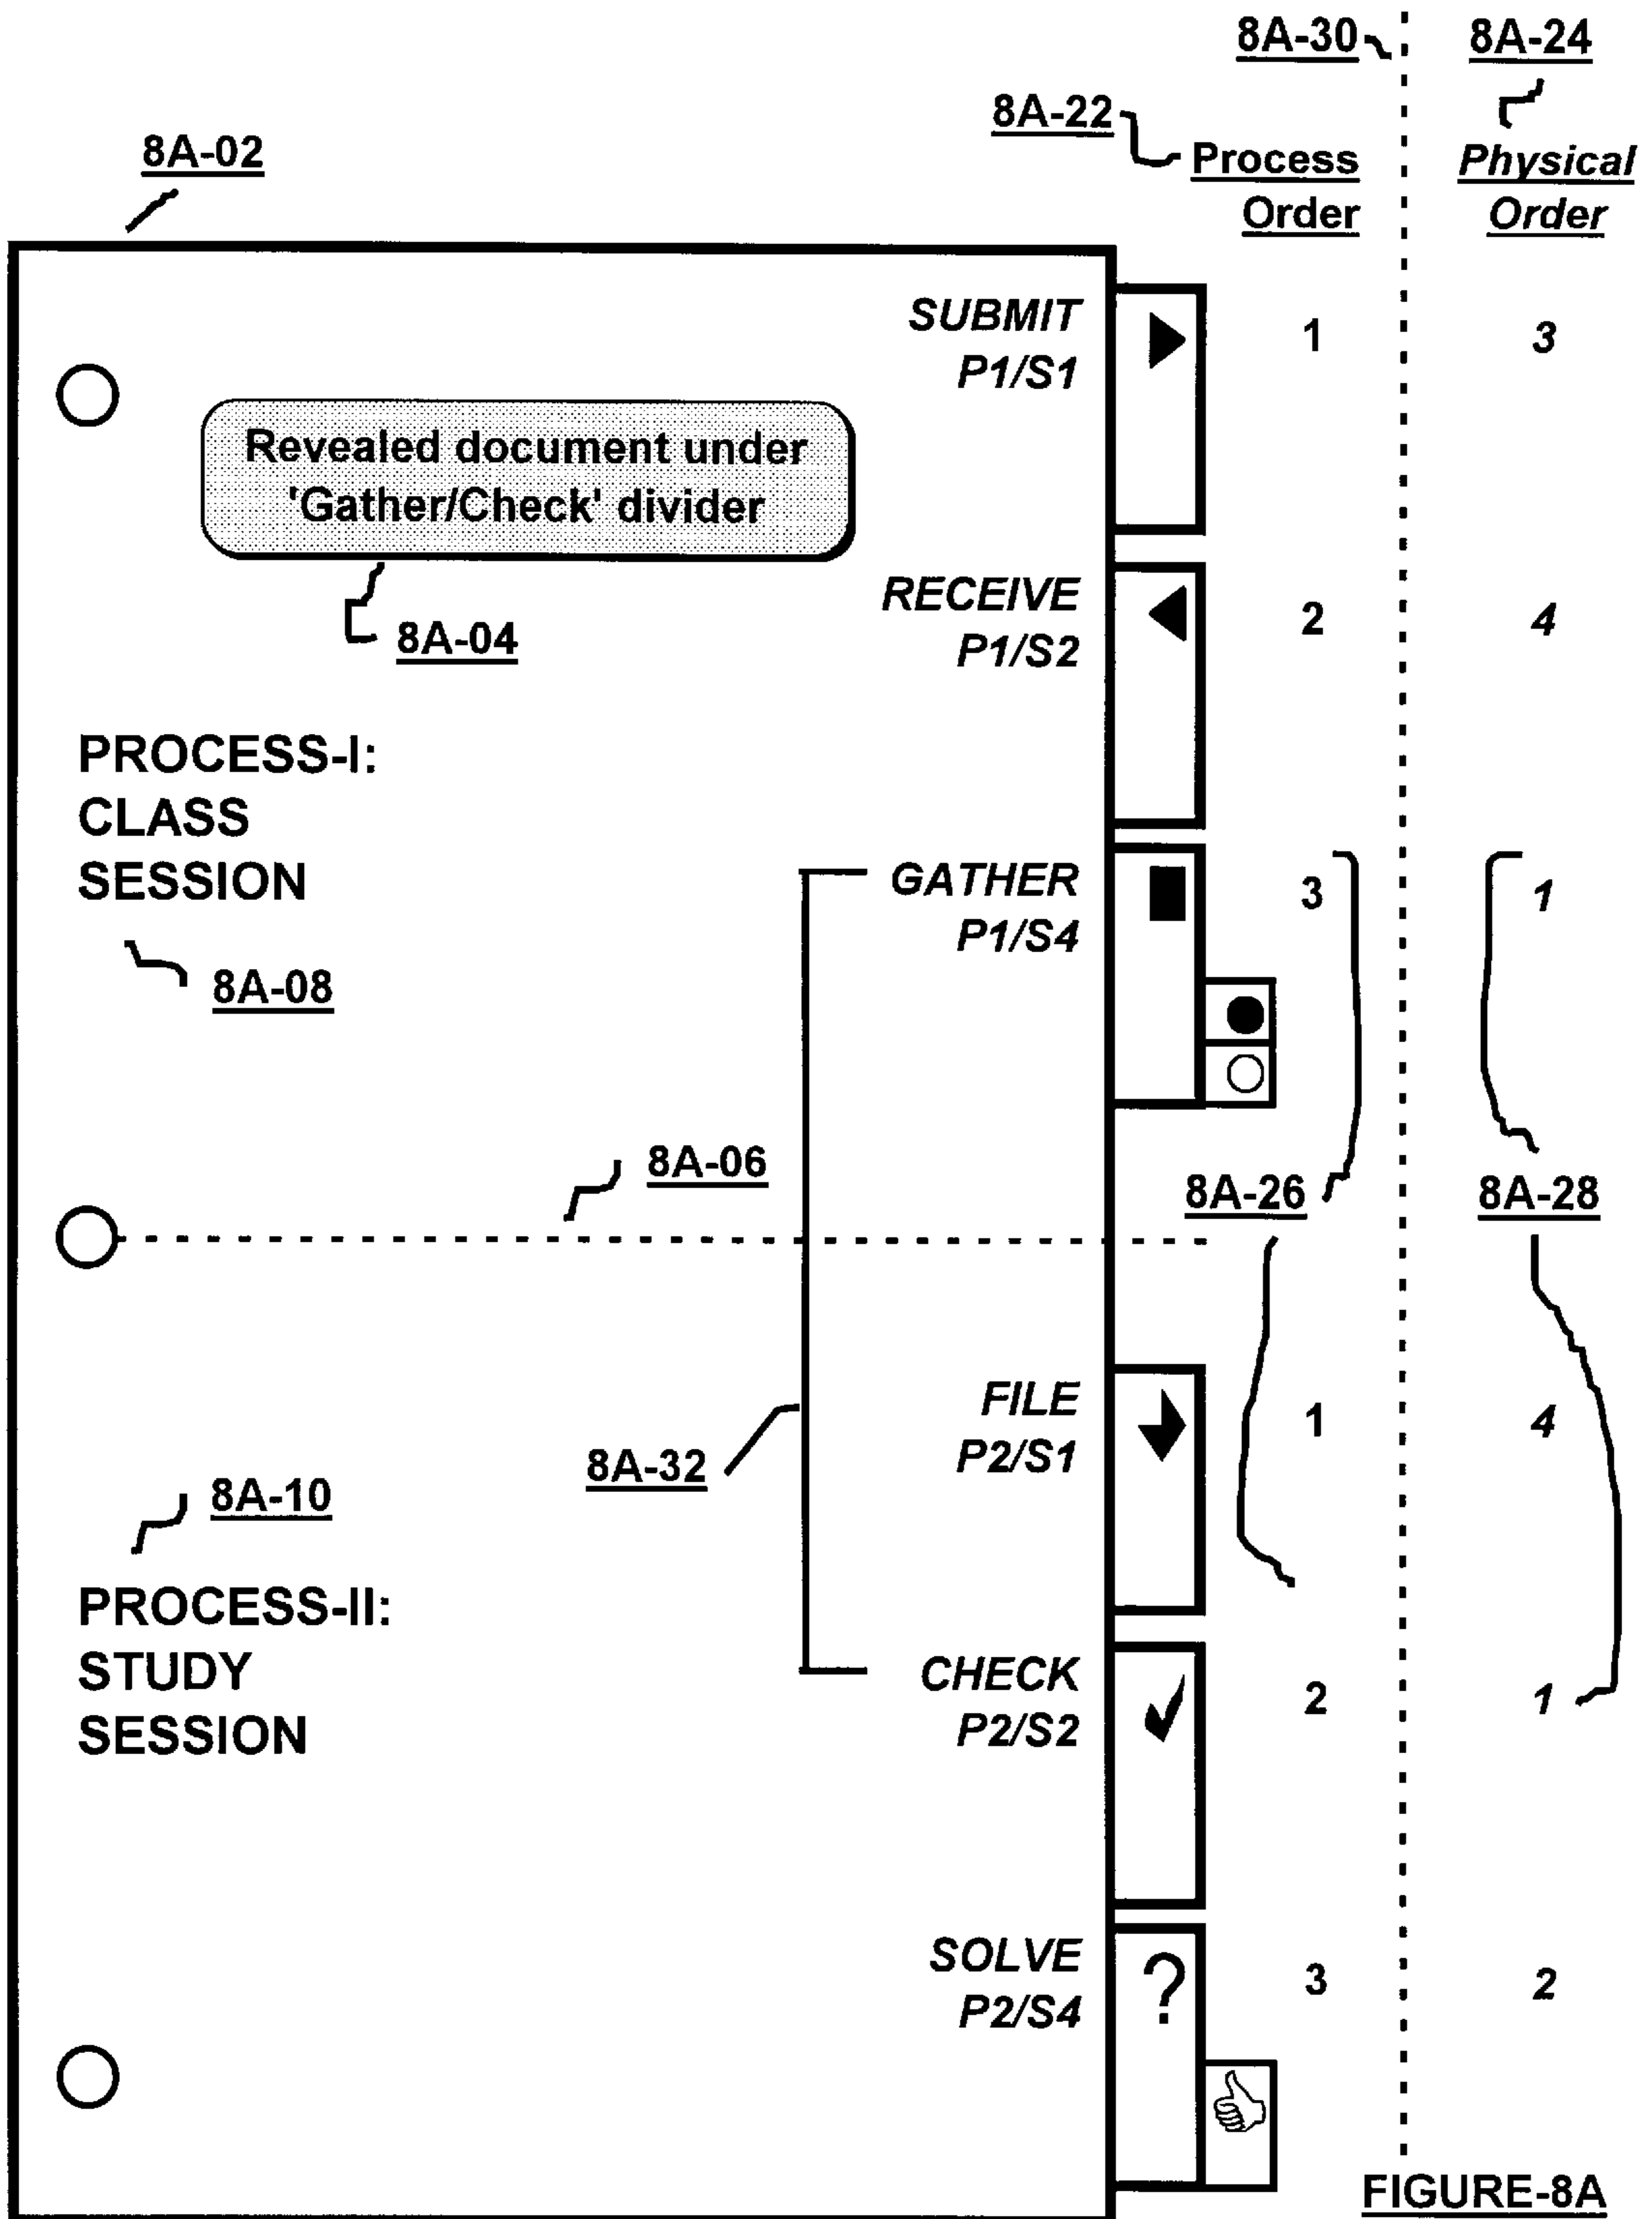 8A-30
8A-24
8A-22
Process
Order
Physical
Order
8A-02
SUBMIT
P1/S1
1
3
Revealed document under
'Gather/Check' divider
8A-04
RECEIVE
P1/S2
2
4
PROCESS-I:
CLASS
SESSION
8A-08
GATHER
P1/S4
3
1
8A-06
8A-26
8A-28
FILE
P2/S1
1
4
8A-32
8A-10
PROCESS-II:
STUDY
SESSION
CHECK
P2/S2
2
1
SOLVE
P2/S4
?
3
2
FIGURE-8A